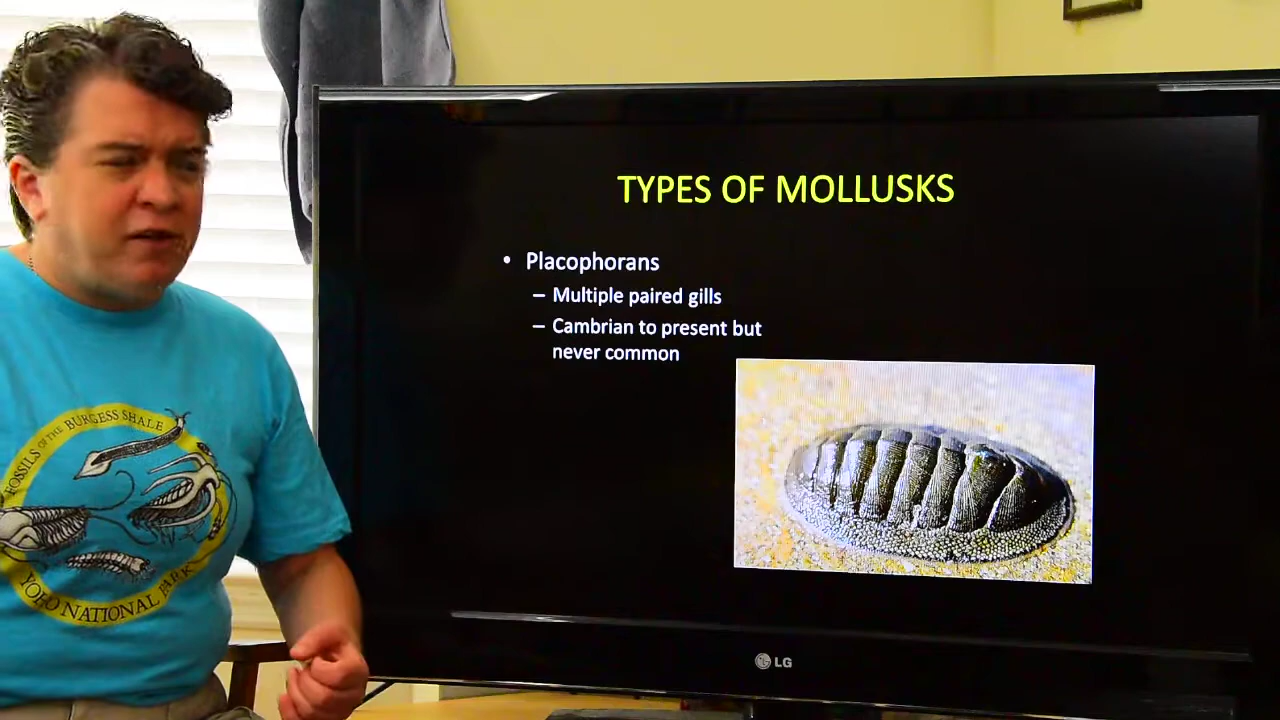 TYPES OF MOLLUSKS
• Placophorans
– Multiple paired gills
– Cambrian to present but
never common
FOSSILS OF THE BURGESS SHALE
YOHO NATIONAL PARK
LG